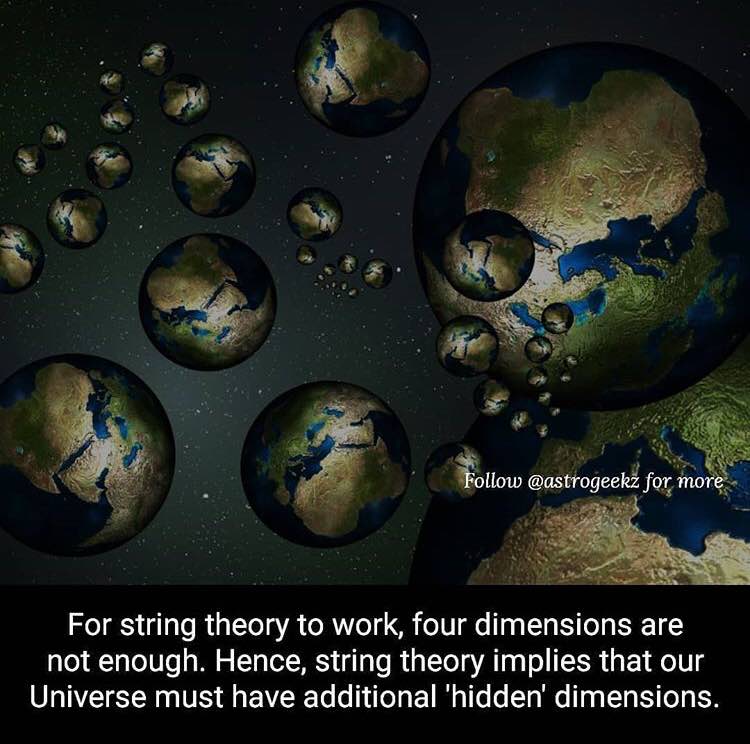 Follow @astrogeekz for more
For string theory to work, four dimensions are
not enough. Hence, string theory implies that our
Universe must have additional 'hidden' dimensions.